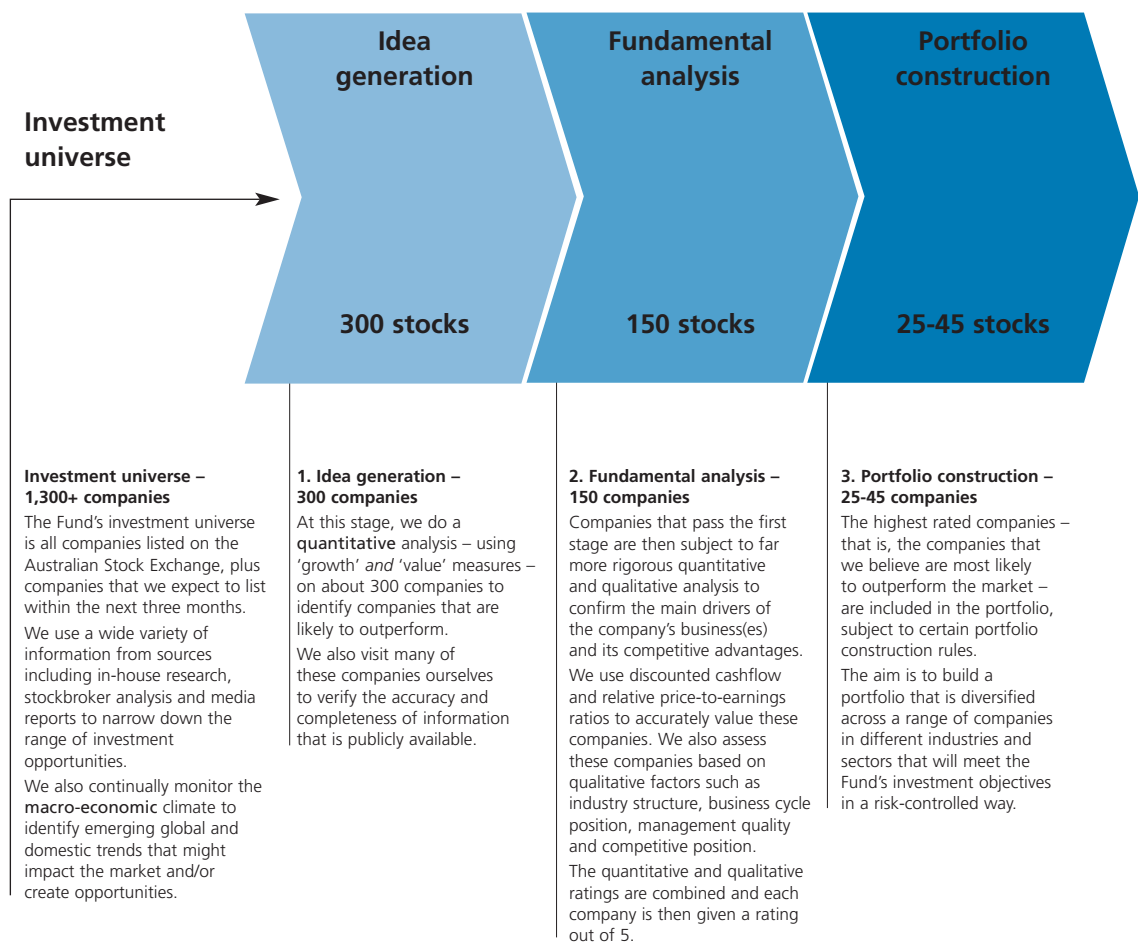 Investment
universe
Idea
generation
300 stocks
Fundamental
analysis
150 stocks
Portfolio
construction
25-45 stocks
Investment universe –
1,300+ companies
The Fund’s investment universe
is all companies listed on the
Australian Stock Exchange, plus
companies that we expect to list
within the next three months.
We use a wide variety of
information from sources
including in-house research,
stockbroker analysis and media
reports to narrow down the
range of investment
opportunities.
We also continually monitor the
macro-economic climate to
identify emerging global and
domestic trends that might
impact the market and/or
create opportunities.
1. Idea generation –
300 companies
At this stage, we do a
quantitative analysis – using
‘growth’ and ‘value’ measures –
on about 300 companies to
identify companies that are
likely to outperform.
We also visit many of
these companies ourselves
to verify the accuracy and
completeness of information
that is publicly available.
2. Fundamental analysis –
150 companies
Companies that pass the first
stage are then subject to far
more rigorous quantitative
and qualitative analysis to
confirm the main drivers of
the company’s business(es)
and its competitive advantages.
We use discounted cashflow
and relative price-to-earnings
ratios to accurately value these
companies. We also assess
these companies based on
qualitative factors such as
industry structure, business cycle
position, management quality
and competitive position.
The quantitative and qualitative
ratings are combined and each
company is then given a rating
out of 5.
3. Portfolio construction –
25-45 companies
The highest rated companies –
that is, the companies that
we believe are most likely
to outperform the market –
are included in the portfolio,
subject to certain portfolio
construction rules.
The aim is to build a
portfolio that is diversified
across a range of companies
in different industries and
sectors that will meet the
Fund’s investment objectives
in a risk-controlled way.